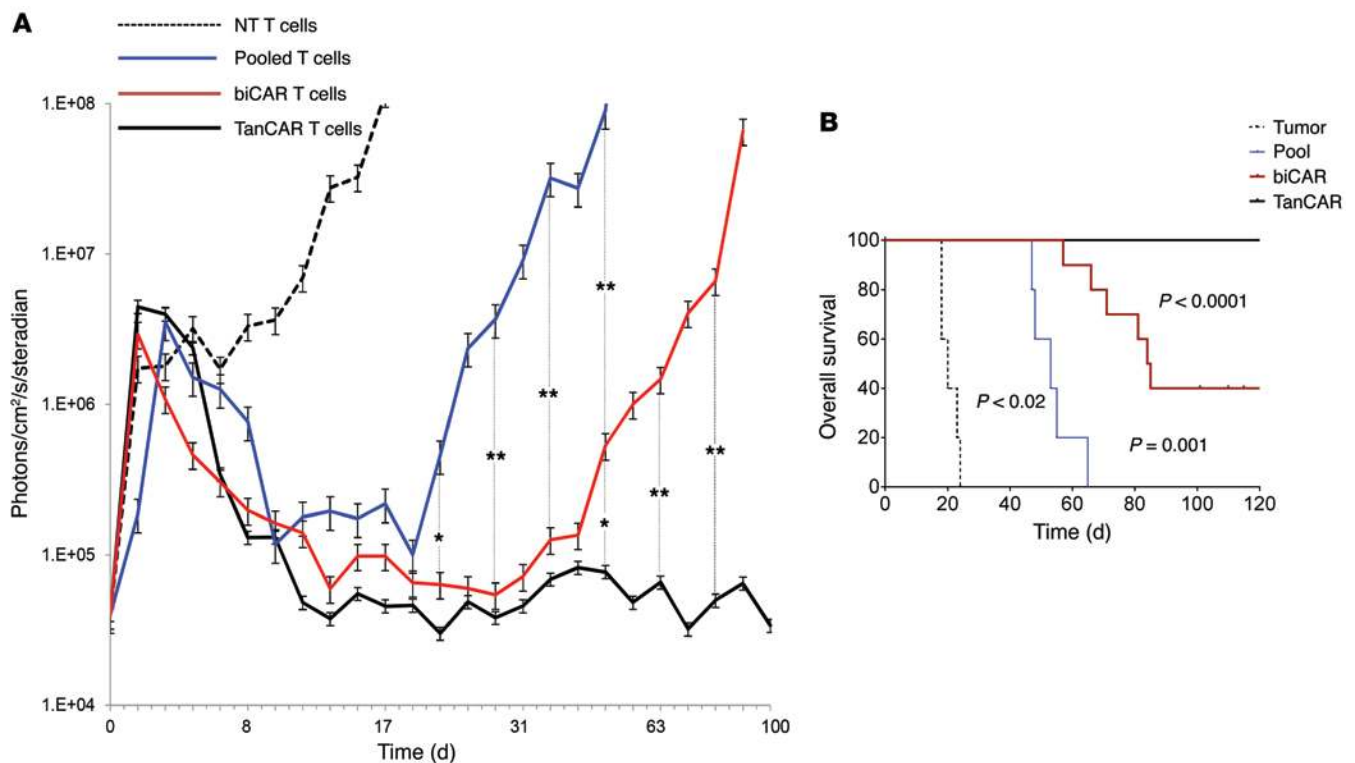 A
NT T cells
Pooled T cells
biCAR T cells
TanCAR T cells
1.E+08
1.E+07
1.E+06
1.E+05
1.E+04
Photons/cm²/s/steradian
**
**
**
*
*
**
**
0 8 17 31 63 100
Time (d)
B
Tumor
Pool
biCAR
TanCAR
100
80
60
40
20
0
Overall survival
P < 0.0001
P < 0.02
P = 0.001
0 20 40 60 80 100 120
Time (d)